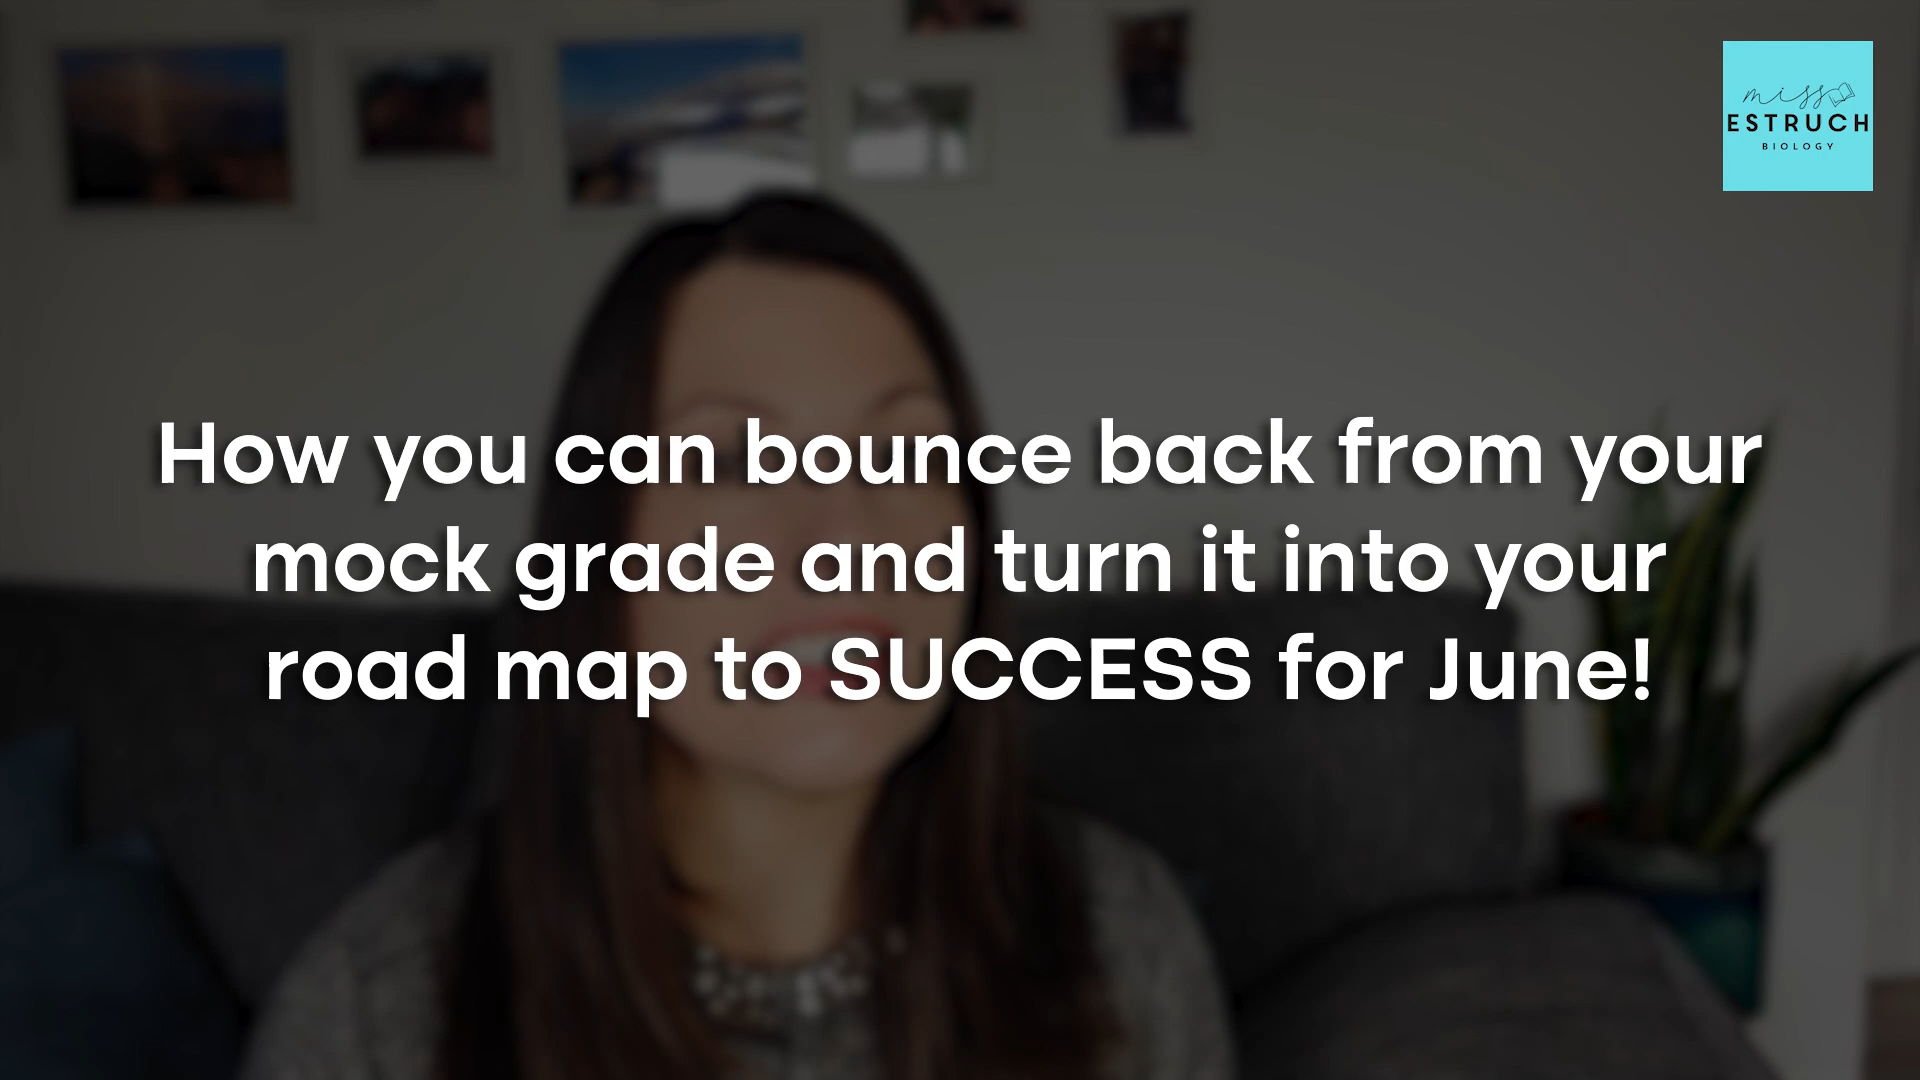 miss
ESTRUCH
BIOLOGY
How you can bounce back from your
mock grade and turn it into your
road map to SUCCESS for June!